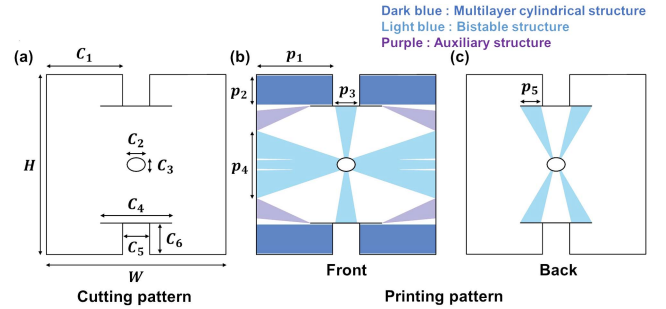 Dark blue : Multilayer cylindrical structure
Light blue : Bistable structure
Purple : Auxiliary structure
(a) C₁
(b) p₁
(c)
p₂
p₃
p₅
C₂
C₃
H
p₄
C₄
C₅
C₆
W
Front
Back
Cutting pattern
Printing pattern